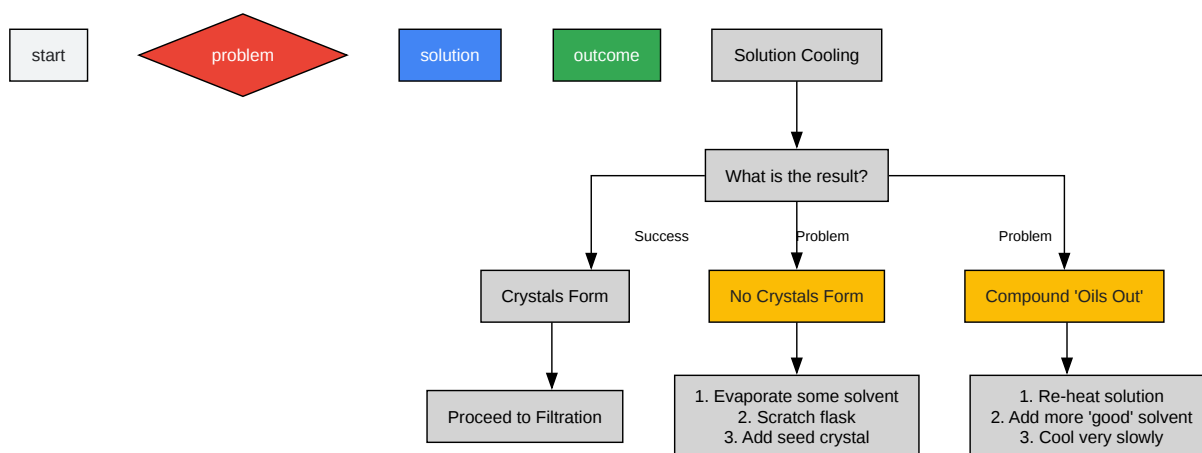 start
problem
solution
outcome
Solution Cooling
What is the result?
Success
Problem
Problem
Crystals Form
No Crystals Form
Compound 'Oils Out'
Proceed to Filtration
1. Evaporate some solvent
2. Scratch flask
3. Add seed crystal
1. Re-heat solution
2. Add more 'good' solvent
3. Cool very slowly